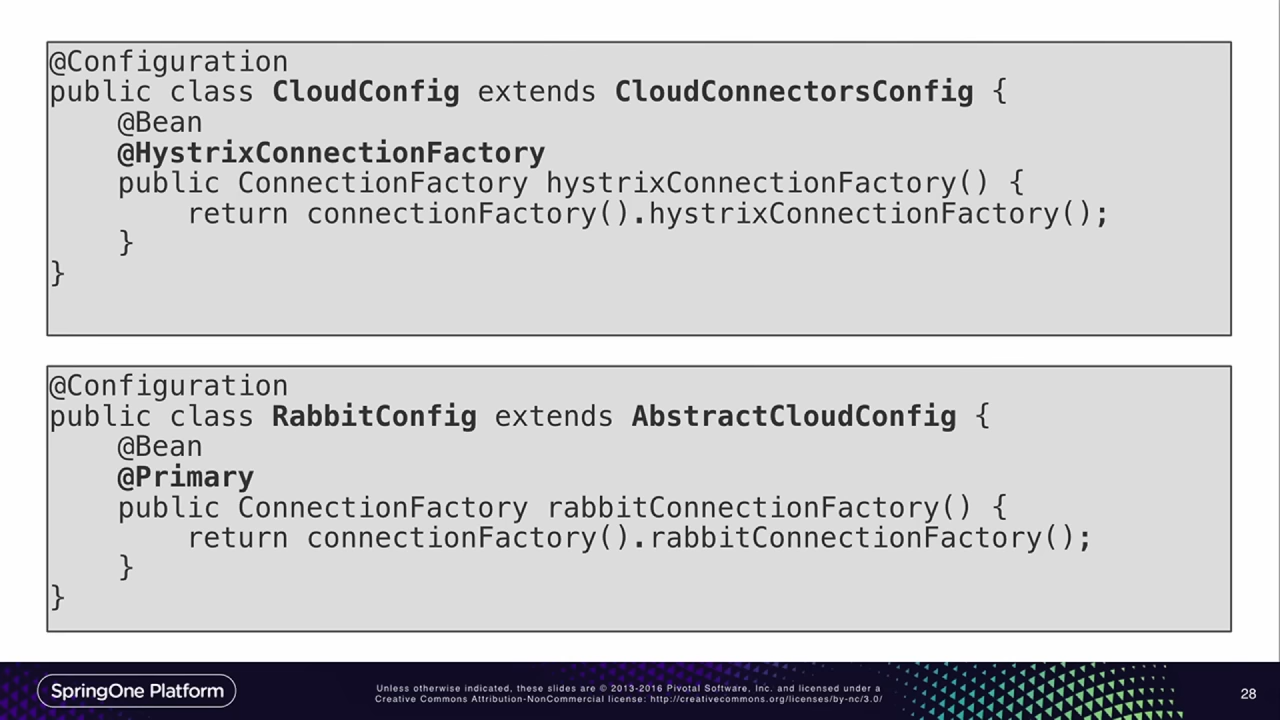 @Configuration
public class CloudConfig extends CloudConnectorsConfig {
    @Bean
    @HystrixConnectionFactory
    public ConnectionFactory hystrixConnectionFactory() {
        return connectionFactory().hystrixConnectionFactory();
    }
}
@Configuration
public class RabbitConfig extends AbstractCloudConfig {
    @Bean
    @Primary
    public ConnectionFactory rabbitConnectionFactory() {
        return connectionFactory().rabbitConnectionFactory();
    }
}
SpringOne Platform
Unless otherwise indicated, these slides are © 2013-2016 Pivotal Software, Inc. and licensed under a
Creative Commons Attribution-NonCommercial license: http://creativecommons.org/licenses/by-nc/3.0/
28